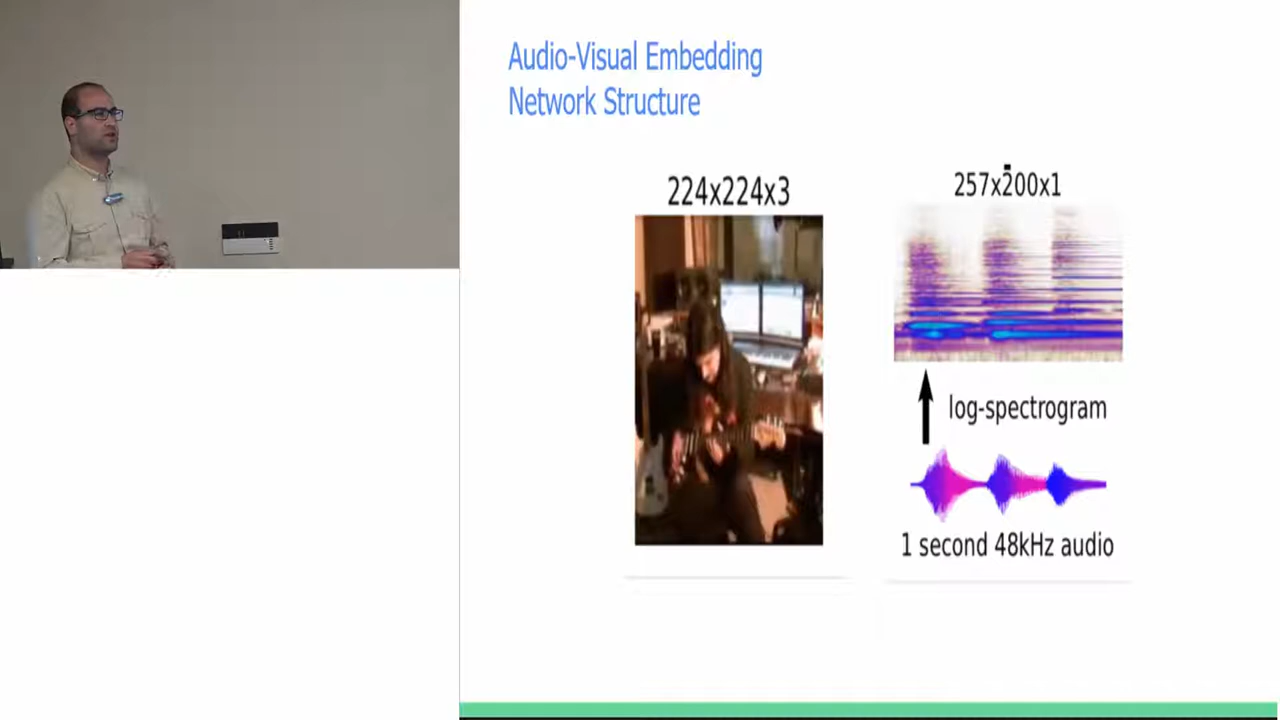 Audio-Visual Embedding
Network Structure
224x224x3
257x200x1
log-spectrogram
1 second 48kHz audio